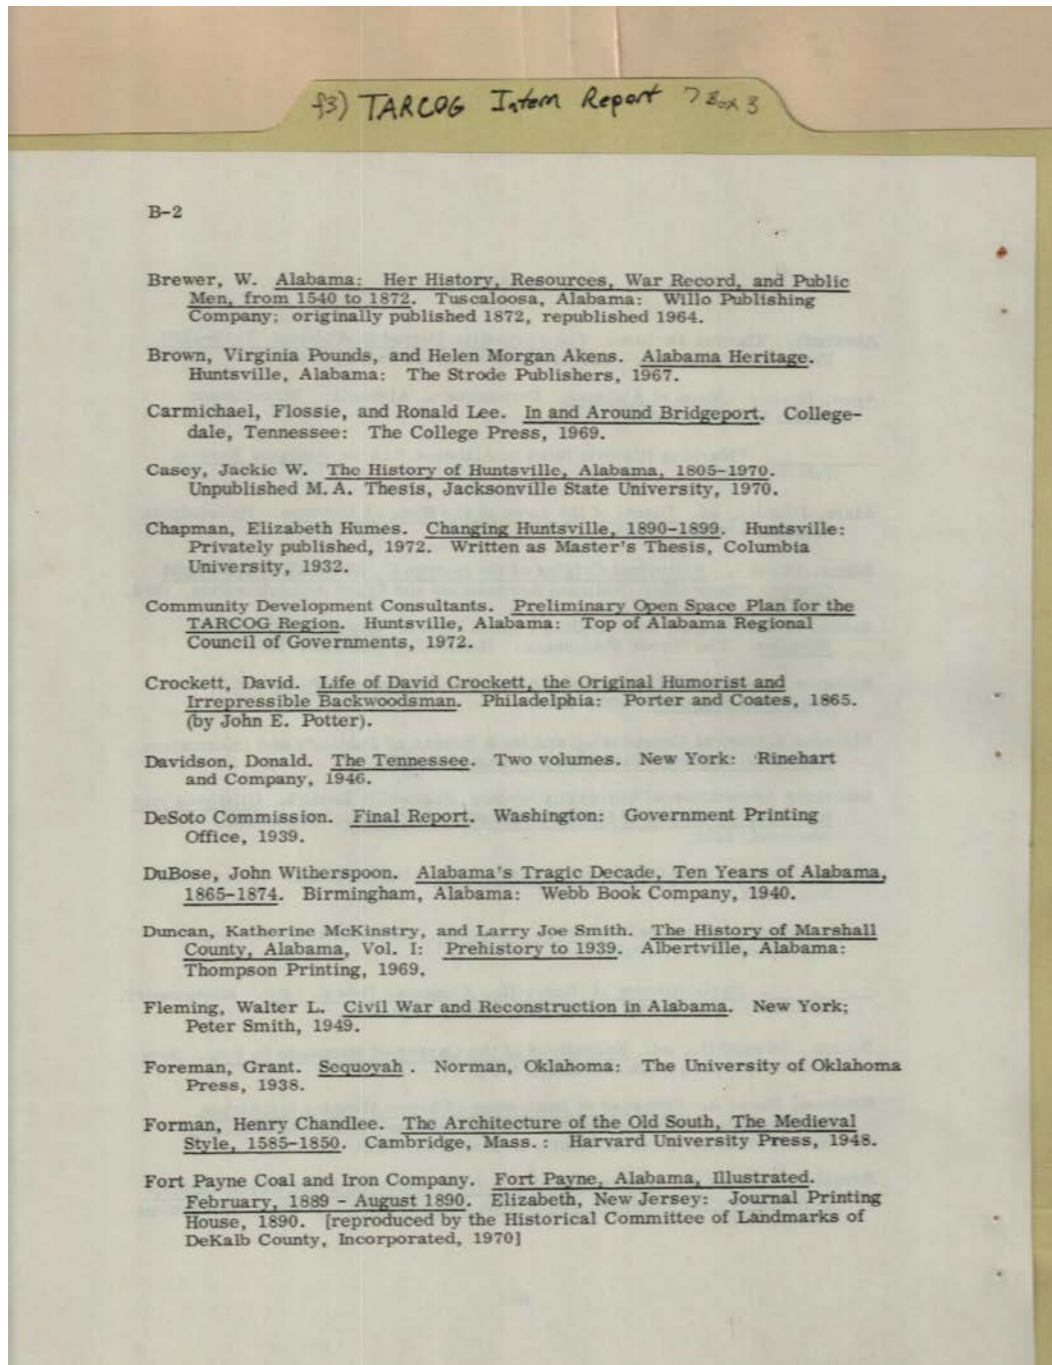 f3) TARCOG Intern Report > Box 3
B-2
Brewer, W. Alabama: Her History, Resources, War Record, and Public
Men, from 1540 to 1872. Tuscaloosa, Alabama: Willo Publishing
Company; originally published 1872, republished 1964.
Brown, Virginia Pounds, and Helen Morgan Akens. Alabama Heritage.
Huntsville, Alabama: The Strode Publishers, 1967.
Carmichael, Flossie, and Ronald Lee. In and Around Bridgeport. College-
dale, Tennessee: The College Press, 1969.
Casey, Jackie W. The History of Huntsville, Alabama, 1805-1970.
Unpublished M.A. Thesis, Jacksonville State University, 1970.
Chapman, Elizabeth Humes. Changing Huntsville, 1890-1899. Huntsville:
Privately published, 1972. Written as Master's Thesis, Columbia
University, 1932.
Community Development Consultants. Preliminary Open Space Plan for the
TARCOG Region. Huntsville, Alabama: Top of Alabama Regional
Council of Governments, 1972.
Crockett, David. Life of David Crockett, the Original Humorist and
Irrepressible Backwoodsman. Philadelphia: Porter and Coates, 1865.
(by John E. Potter).
Davidson, Donald. The Tennessee. Two volumes. New York: Rinehart
and Company, 1946.
DeSoto Commission. Final Report. Washington: Government Printing
Office, 1939.
DuBose, John Witherspoon. Alabama's Tragic Decade, Ten Years of Alabama,
1865-1874. Birmingham, Alabama: Webb Book Company, 1940.
Duncan, Katherine McKinstry, and Larry Joe Smith. The History of Marshall
County, Alabama, Vol. I: Prehistory to 1939. Albertville, Alabama:
Thompson Printing, 1969.
Fleming, Walter L. Civil War and Reconstruction in Alabama. New York;
Peter Smith, 1949.
Foreman, Grant. Sequoyah . Norman, Oklahoma: The University of Oklahoma
Press, 1938.
Forman, Henry Chandlee. The Architecture of the Old South, The Medieval
Style, 1585-1850. Cambridge, Mass.: Harvard University Press, 1948.
Fort Payne Coal and Iron Company. Fort Payne, Alabama, Illustrated.
February, 1889 - August 1890. Elizabeth, New Jersey: Journal Printing
House, 1890. [reproduced by the Historical Committee of Landmarks of
DeKalb County, Incorporated, 1970]